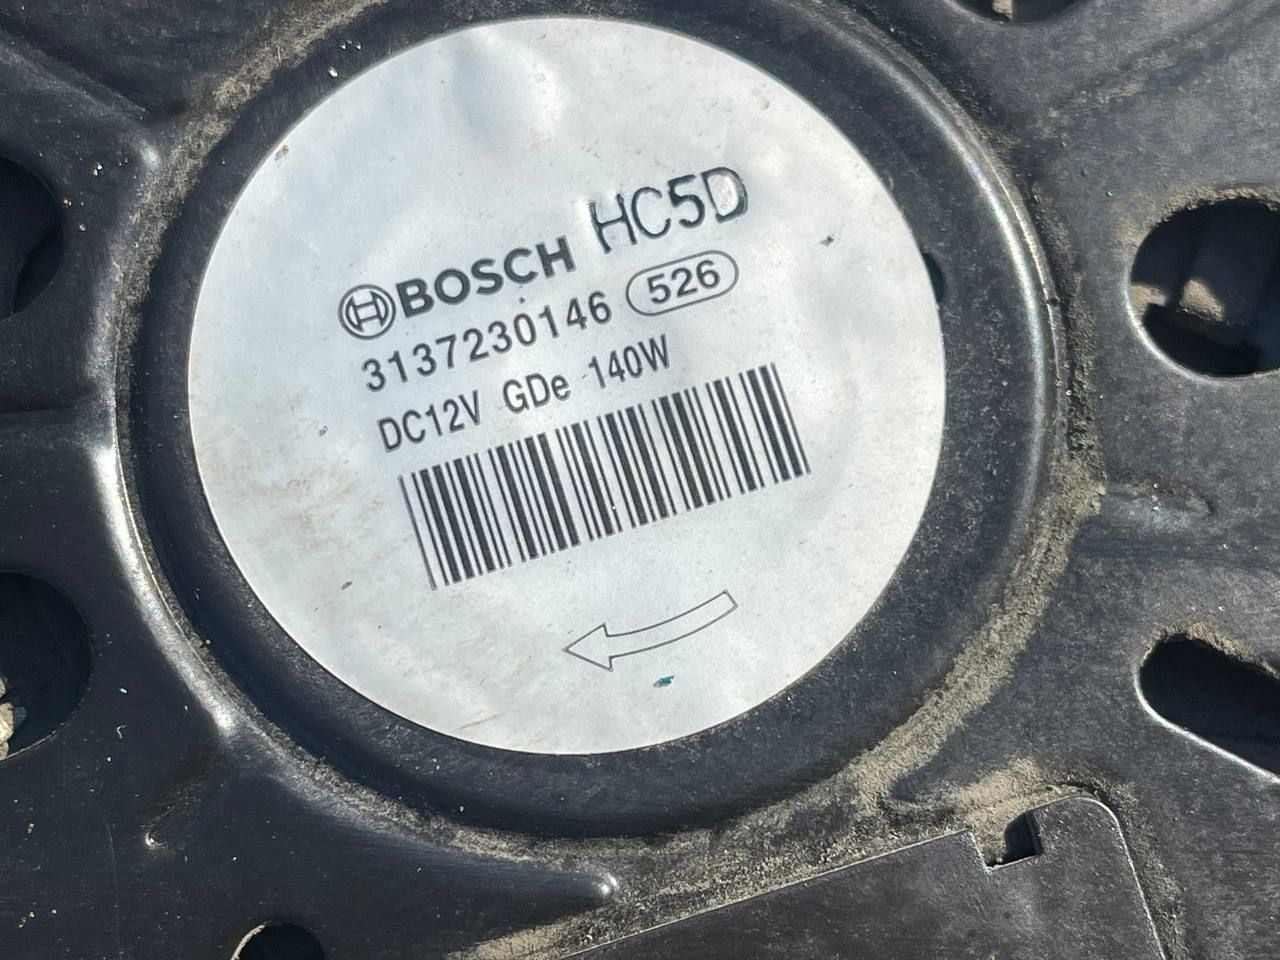 HC5D
BOSCH
3137230146 526
DC12V GDe 140W